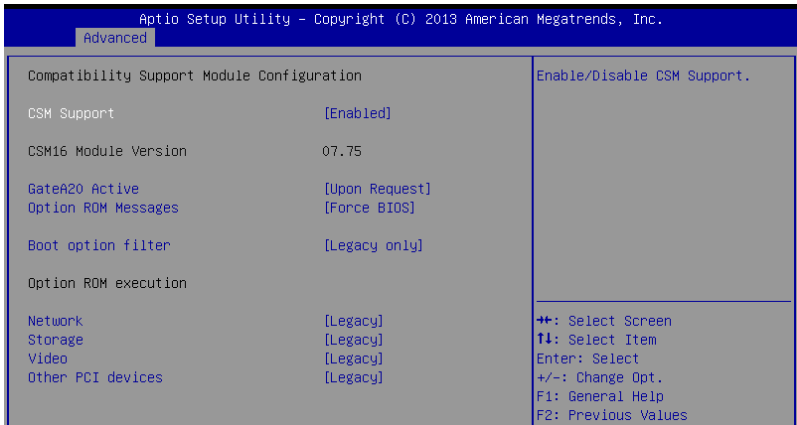 Aptio Setup Utility – Copyright (C) 2013 American Megatrends, Inc.
Advanced
Compatibility Support Module Configuration
CSM Support [Enabled]
CSM16 Module Version 07.75
GateA20 Active [Upon Request]
Option ROM Messages [Force BIOS]
Boot option filter [Legacy only]
Option ROM execution
Network [Legacy]
Storage [Legacy]
Video [Legacy]
Other PCI devices [Legacy]
Enable/Disable CSM Support.
→←: Select Screen
↑↓: Select Item
Enter: Select
+/-: Change Opt.
F1: General Help
F2: Previous Values